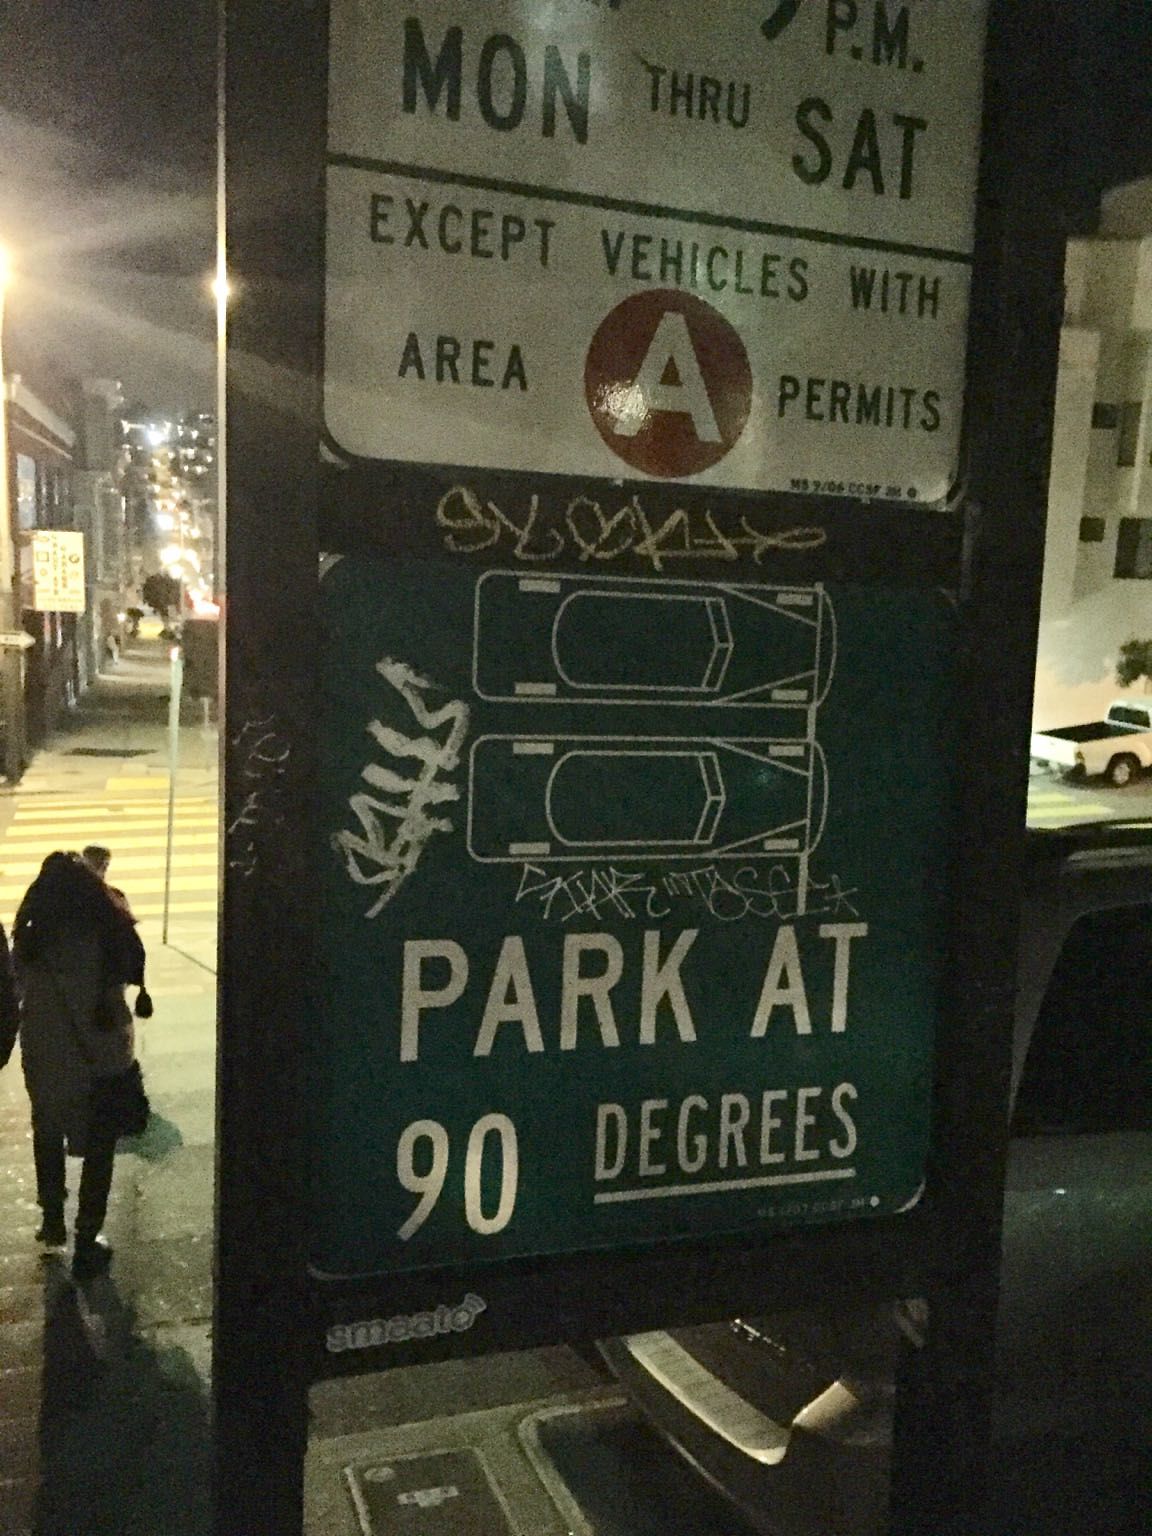 P.M.
MON THRU SAT
EXCEPT VEHICLES WITH
AREA A PERMITS
PARK AT
90 DEGREES
smeato